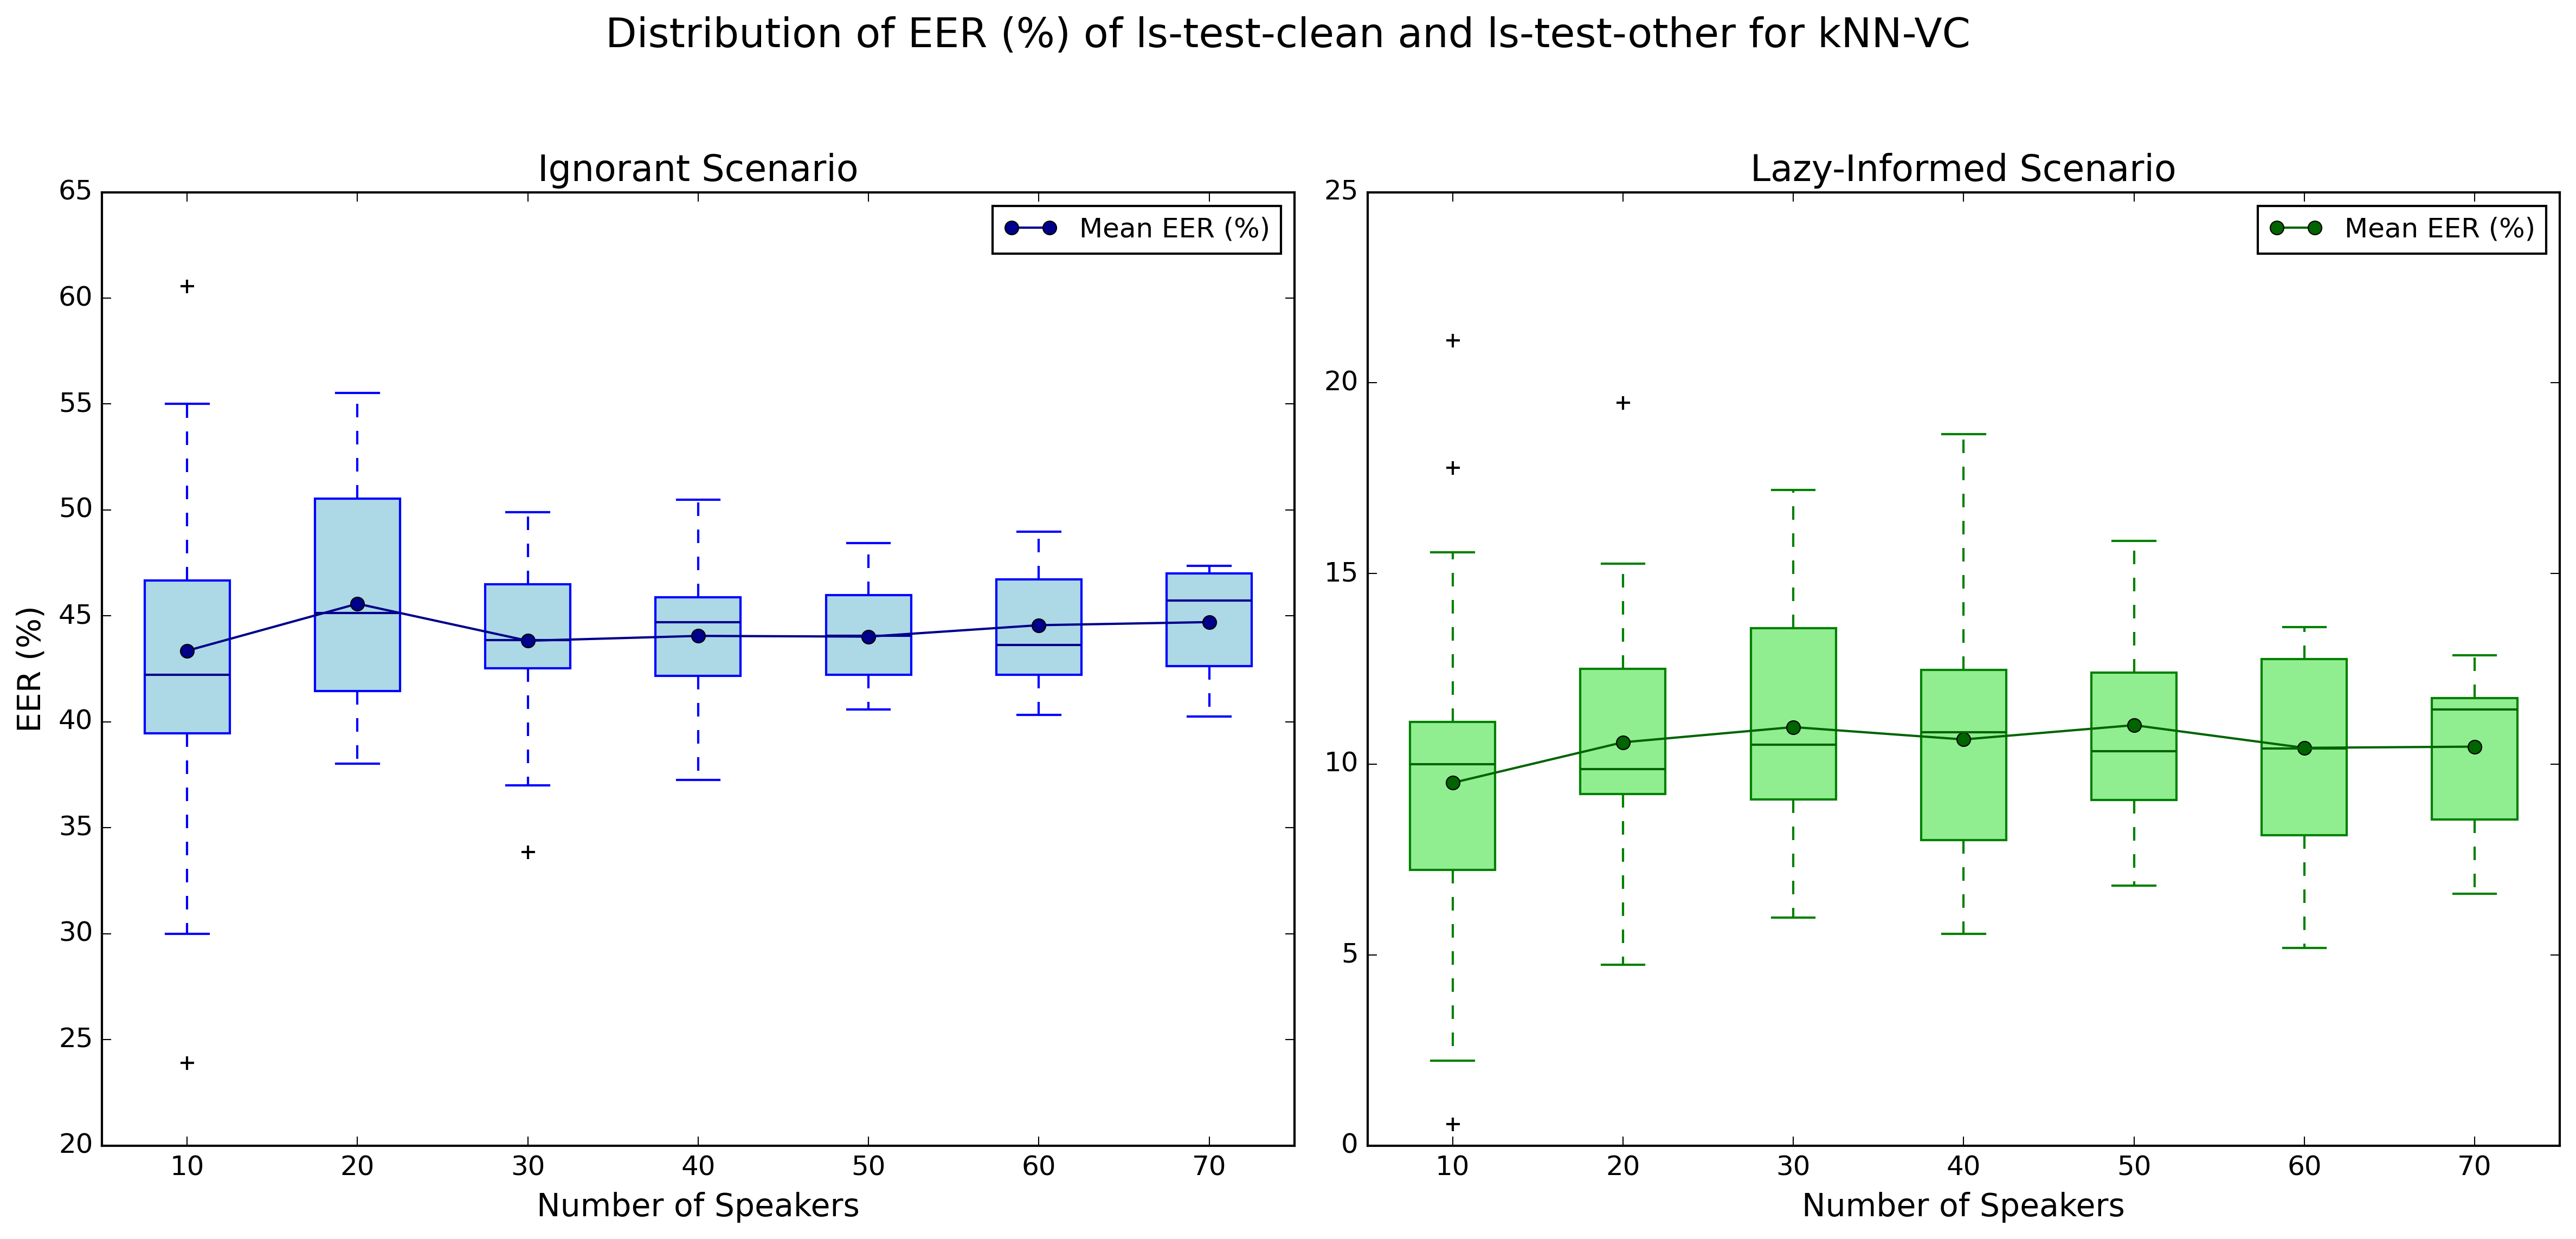 Distribution of EER (%) of ls-test-clean and ls-test-other for kNN-VC
Ignorant Scenario
65
60
55
50
45
40
35
30
25
20
EER (%)
Mean EER (%)
10 20 30 40 50 60 70
Number of Speakers
Lazy-Informed Scenario
25
20
15
10
5
0
Mean EER (%)
10 20 30 40 50 60 70
Number of Speakers